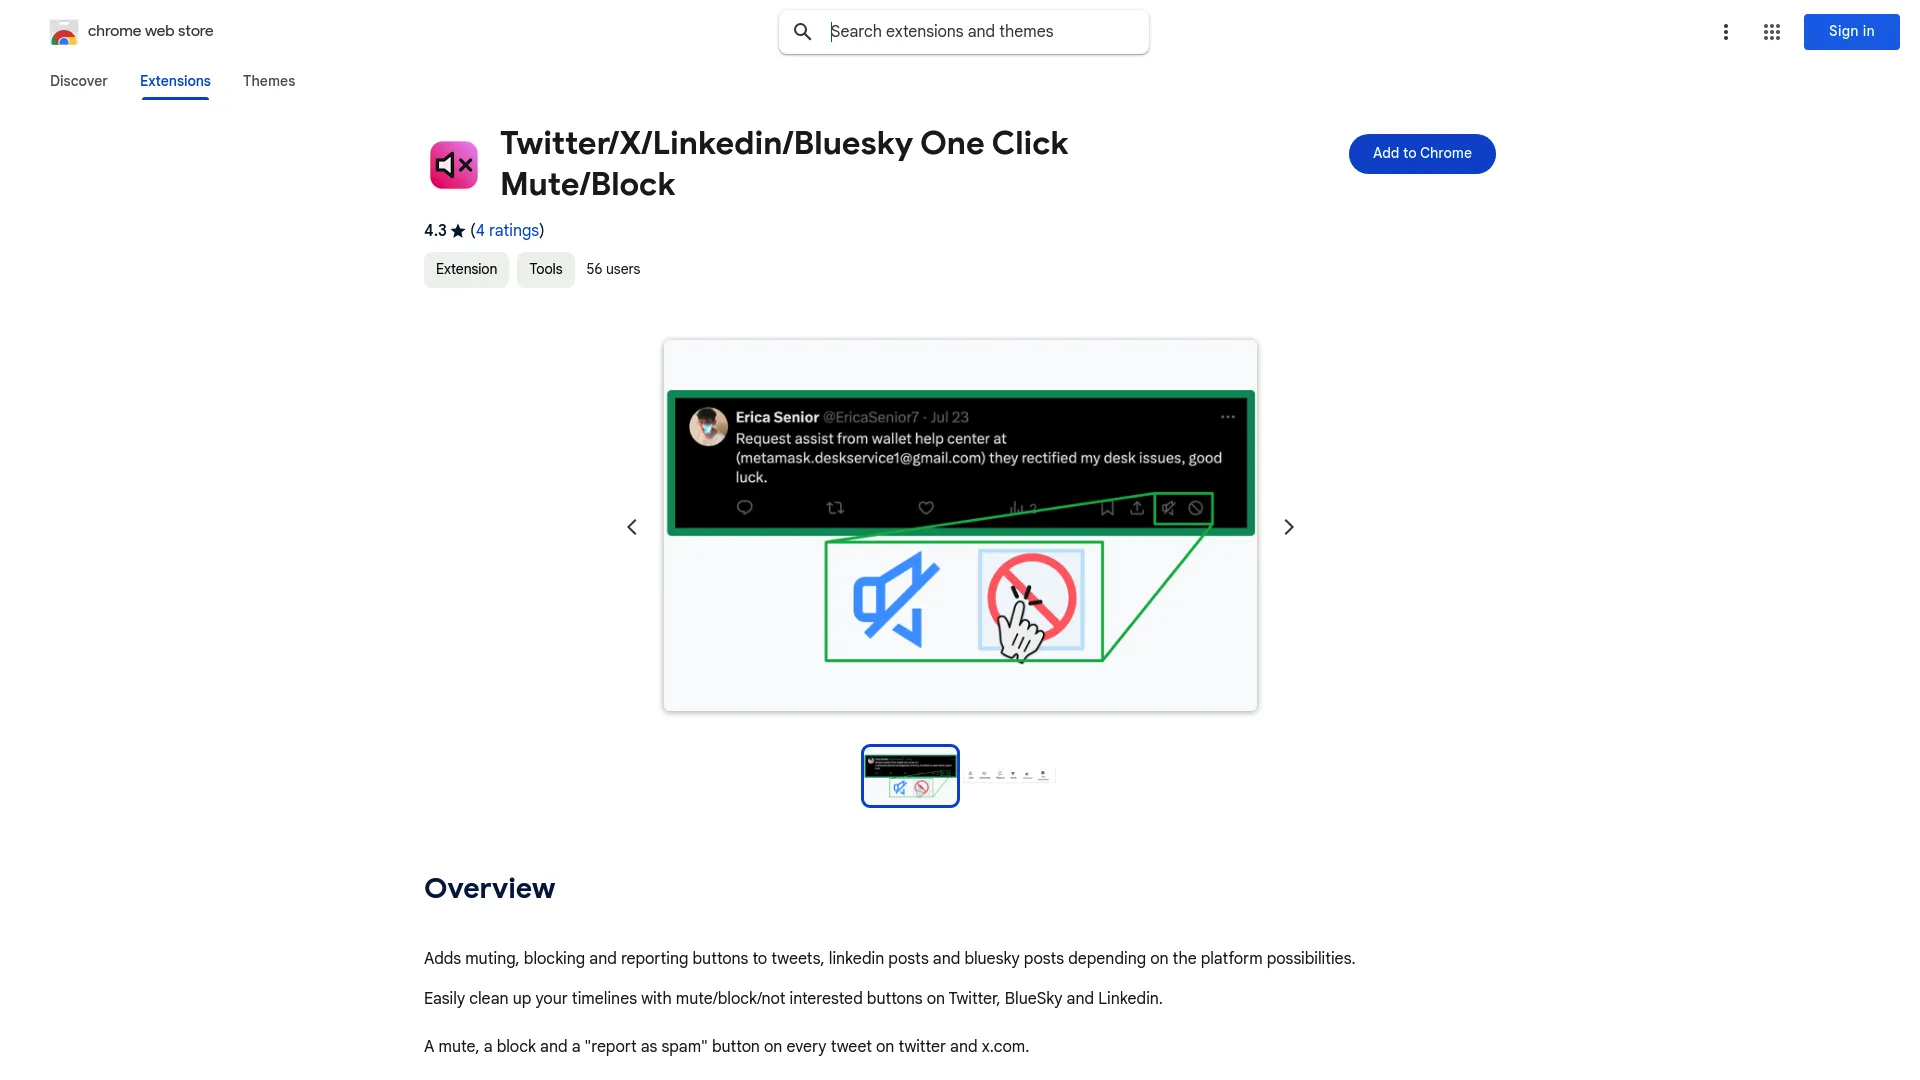 chrome web store
Search extensions and themes
Sign in
Discover
Extensions
Themes
Twitter/X/Linkedin/Bluesky One Click
Mute/Block
Add to Chrome
4.3 ★ (4 ratings)
Extension
Tools
56 users
Erica Senior @EricaSenior7 · Jul 23
Request assist from wallet help center at
(metamask.deskservice1@gmail.com) they rectified my desk issues, good
luck.
2
Overview
Adds muting, blocking and reporting buttons to tweets, linkedin posts and bluesky posts depending on the platform possibilities.
Easily clean up your timelines with mute/block/not interested buttons on Twitter, BlueSky and Linkedin.
A mute, a block and a "report as spam" button on every tweet on twitter and x.com.